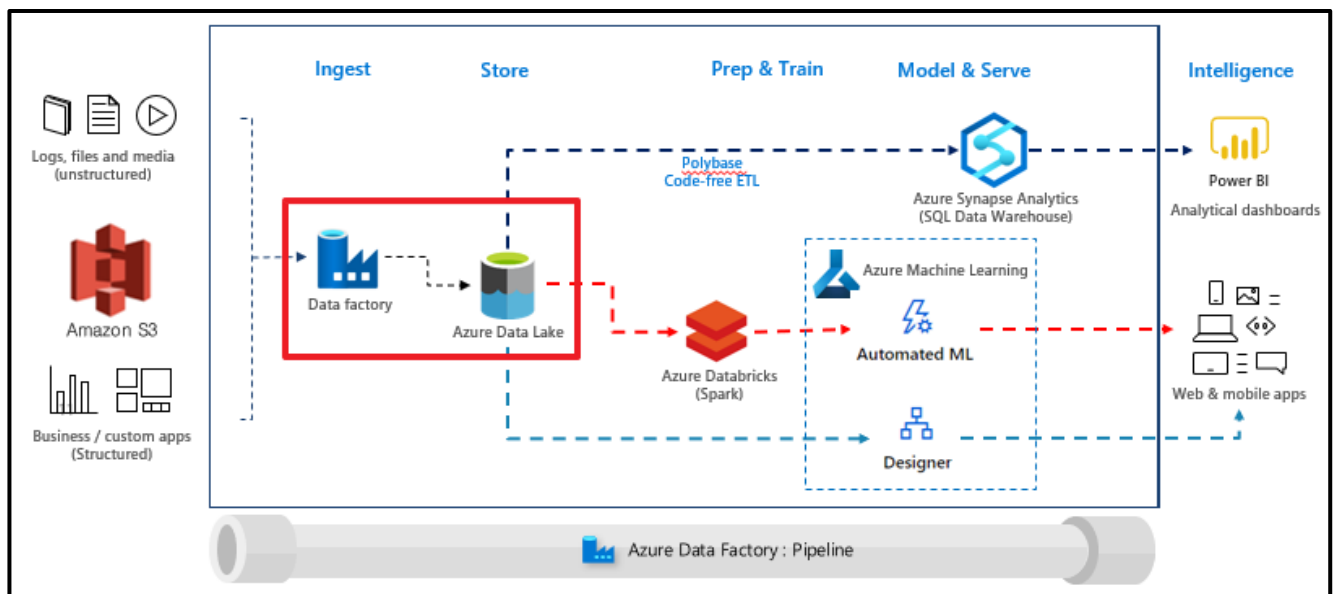 Ingest
Store
Prep & Train
Model & Serve
Intelligence
Logs, files and media
(unstructured)
Amazon S3
Business / custom apps
(Structured)
Data factory
Azure Data Lake
Polybase
Code-free ETL
Azure Databricks
(Spark)
Azure Synapse Analytics
(SQL Data Warehouse)
Azure Machine Learning
Automated ML
Designer
Power BI
Analytical dashboards
Web & mobile apps
Azure Data Factory : Pipeline